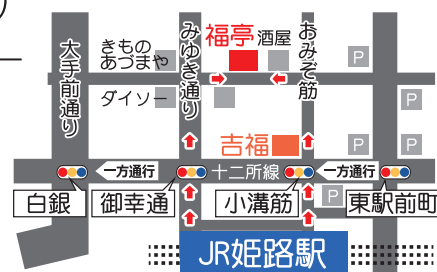 大手前通り
きもの
あづまや
ダイソー
みゆき通り
福亭
酒屋
おみぞ筋
P
P
吉福
P
P
一方通行
十二所線
一方通行
白銀
御幸通
小溝筋
P
東駅前町
JR姫路駅